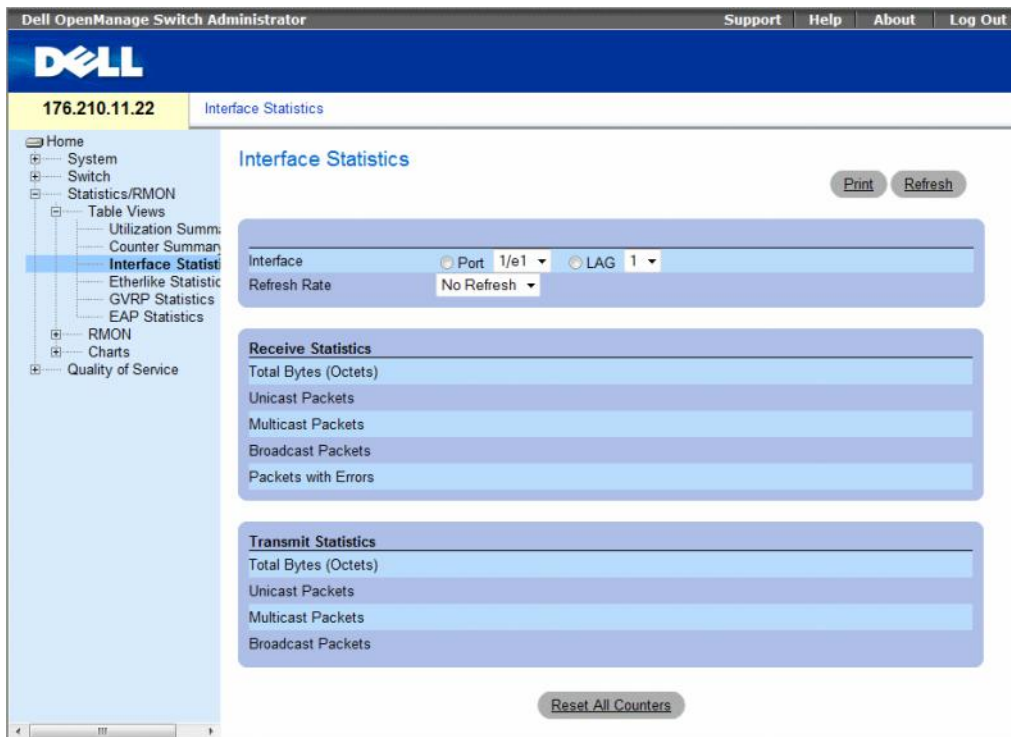 Dell OpenManage Switch Administrator Support Help About Log Out
DELL
176.210.11.22 Interface Statistics
Home
System
Switch
Statistics/RMON
Table Views
Utilization Summa
Counter Summary
Interface Statisti
Etherlike Statistic
GVRP Statistics
EAP Statistics
RMON
Charts
Quality of Service
Interface Statistics
Print Refresh
Interface Port 1/e1 LAG 1
Refresh Rate No Refresh
Receive Statistics
Total Bytes (Octets)
Unicast Packets
Multicast Packets
Broadcast Packets
Packets with Errors
Transmit Statistics
Total Bytes (Octets)
Unicast Packets
Multicast Packets
Broadcast Packets
Reset All Counters